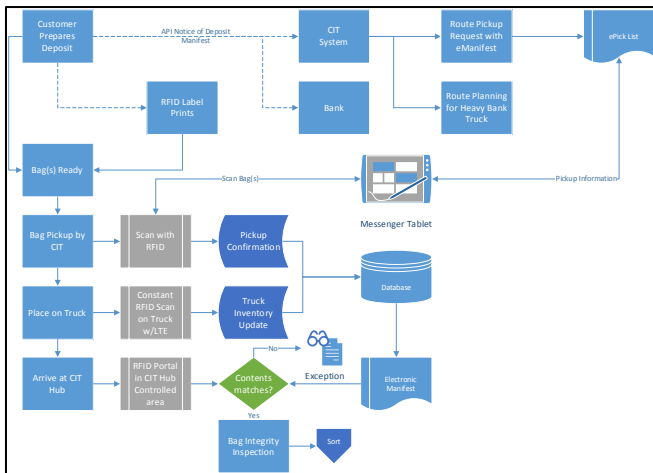 Customer
Prepares
Deposit
API Notice of Deposit
Manifest
CIT
System
Route Pickup
Request with
eManifest
ePick List
RFID Label
Prints
Bank
Route Planning
for Heavy Bank
Truck
Bag(s) Ready
Scan Bag(s)
Pickup Information
Messenger Tablet
Bag Pickup by
CIT
Scan with
RFID
Pickup
Confirmation
Database
Place on Truck
Constant
RFID Scan
on Truck
w/LTE
Truck
Inventory
Update
No
Exception
Arrive at CIT
Hub
RFID Portal
in CIT Hub
Controlled
area
Contents
matches?
Electronic
Manifest
Yes
Bag Integrity
Inspection
Sort